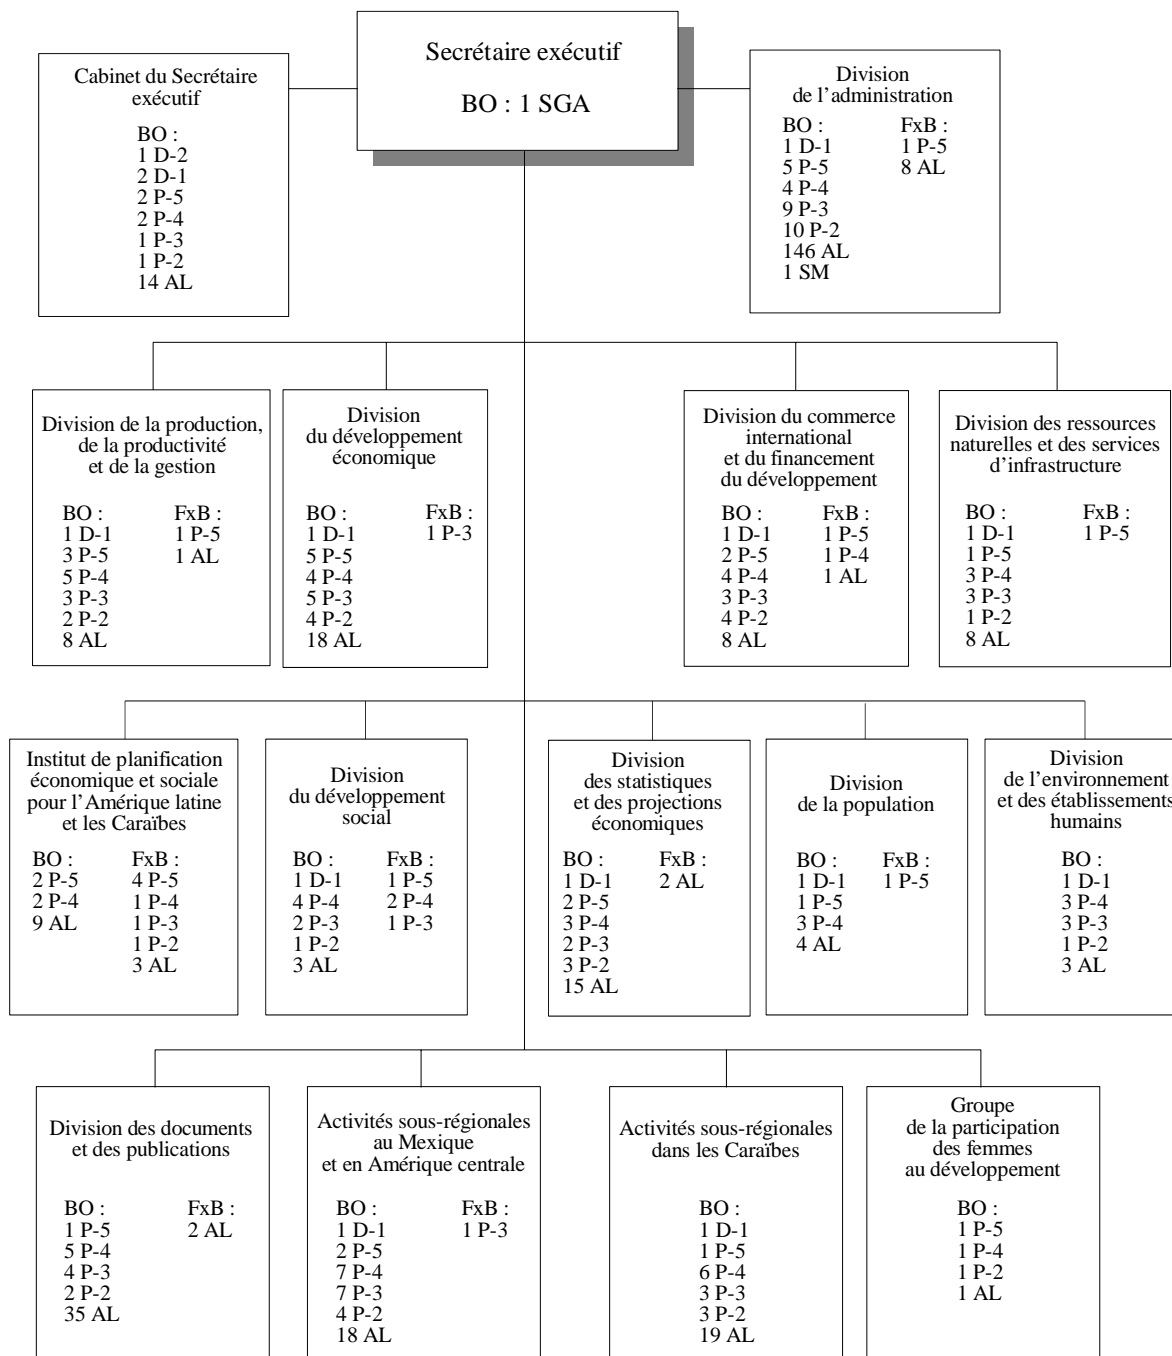 Secrétaire exécutif
BO : 1 SGA
Cabinet du Secrétaire
exécutif
BO :
1 D-2
2 D-1
2 P-5
2 P-4
1 P-3
1 P-2
14 AL
Division
de l’administration
BO :
1 D-1
5 P-5
4 P-4
9 P-3
10 P-2
146 AL
1 SM
FxB :
1 P-5
8 AL
Division de la production,
de la productivité
et de la gestion
BO :
1 D-1
3 P-5
5 P-4
3 P-3
2 P-2
8 AL
FxB :
1 P-5
1 AL
Division
du développement
économique
BO :
1 D-1
5 P-5
4 P-4
5 P-3
4 P-2
18 AL
FxB :
1 P-3
Division du commerce
international
et du financement
du développement
BO :
1 D-1
2 P-5
4 P-4
3 P-3
4 P-2
8 AL
FxB :
1 P-5
1 P-4
1 AL
Division des ressources
naturelles et des services
d’infrastructure
BO :
1 D-1
1 P-5
3 P-4
3 P-3
1 P-2
8 AL
FxB :
1 P-5
Institut de planification
économique et sociale
pour l’Amérique latine
et les Caraïbes
BO :
2 P-5
2 P-4
9 AL
FxB :
4 P-5
1 P-4
1 P-3
1 P-2
3 AL
Division
du développement
social
BO :
1 D-1
4 P-4
2 P-3
1 P-2
3 AL
FxB :
1 P-5
2 P-4
1 P-3
Division
des statistiques
et des projections
économiques
BO :
1 D-1
2 P-5
3 P-4
2 P-3
3 P-2
15 AL
FxB :
2 AL
Division
de la population
BO :
1 D-1
1 P-5
3 P-4
4 AL
FxB :
1 P-5
Division
de l’environnement
et des établissements
humains
BO :
1 D-1
3 P-4
3 P-3
1 P-2
3 AL
Division des documents
et des publications
BO :
1 P-5
5 P-4
4 P-3
2 P-2
35 AL
FxB :
2 AL
Activités sous-régionales
au Mexique
et en Amérique centrale
BO :
1 D-1
2 P-5
7 P-4
7 P-3
4 P-2
18 AL
FxB :
1 P-3
Activités sous-régionales
dans les Caraïbes
BO :
1 D-1
1 P-5
6 P-4
3 P-3
3 P-2
19 AL
Groupe
de la participation
des femmes
au développement
BO :
1 P-5
1 P-4
1 P-2
1 AL